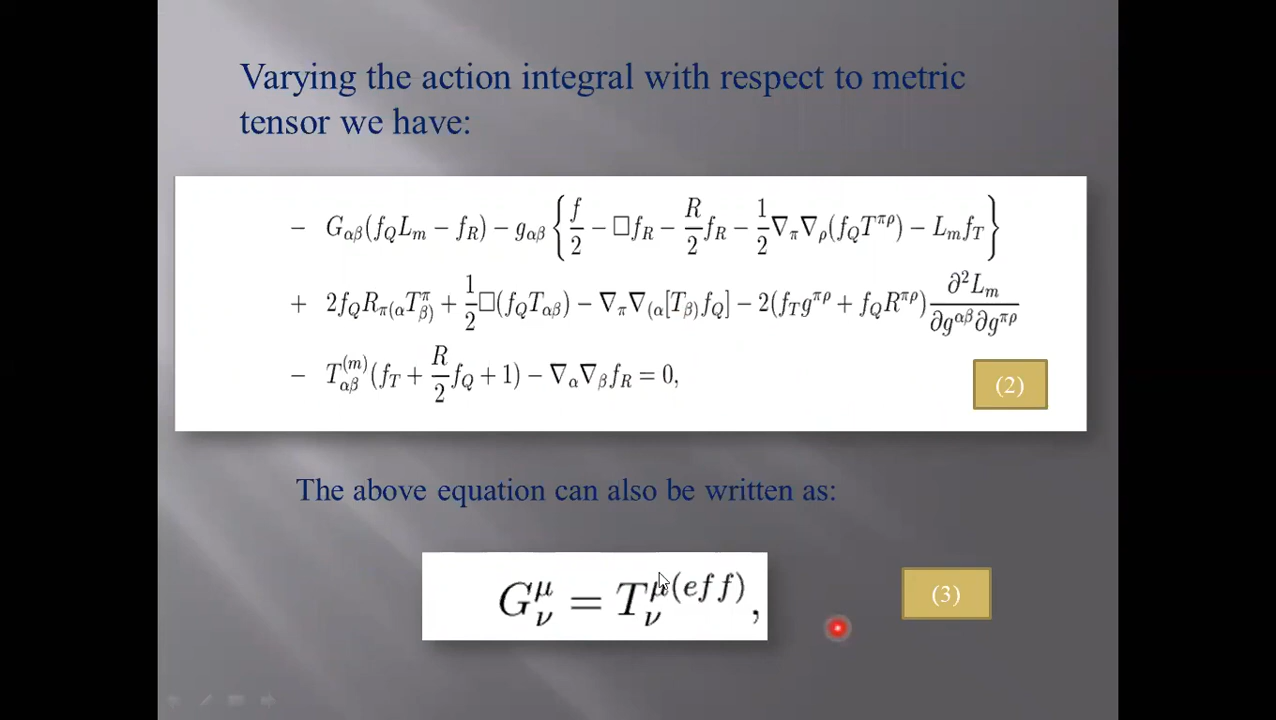 Varying the action integral with respect to metric
tensor we have:
− G_{αβ}(f_Q L_m − f_R) − g_{αβ} { f/2 − □f_R − R/2 f_R − 1/2 ∇_π∇_ρ(f_Q T^{πρ}) − L_m f_T }
+ 2f_Q R_{π(α} T^π_{β)} + 1/2 □(f_Q T_{αβ}) − ∇_π∇_{(α}[T^π_{β)} f_Q] − 2(f_T g^{πρ} + f_Q R^{πρ}) ∂²L_m/∂g^{αβ}∂g^{πρ}
− T^{(m)}_{αβ}(f_T + R/2 f_Q + 1) − ∇_α∇_β f_R = 0,
(2)
The above equation can also be written as:
G^μ_ν = T^{μ(eff)}_ν,
(3)